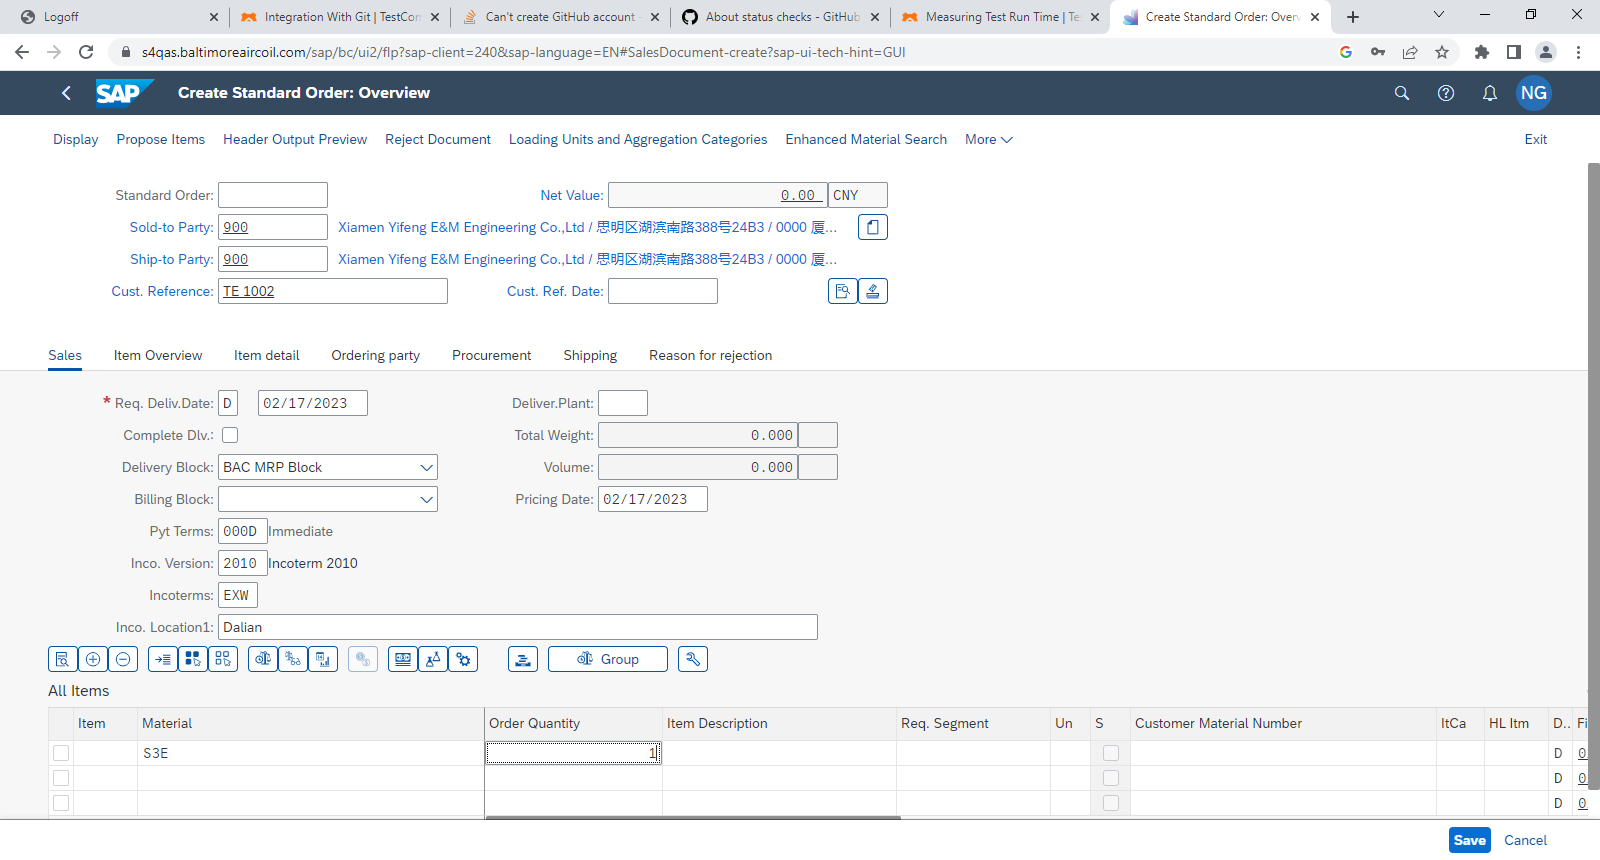 Logoff
Integration With Git | TestCom
Can't create GitHub account -
About status checks - GitHub
Measuring Test Run Time | Te
Create Standard Order: Overv
s4qas.baltimoreaircoil.com/sap/bc/ui2/flp?sap-client=240&sap-language=EN#SalesDocument-create?sap-ui-tech-hint=GUI
SAP Create Standard Order: Overview NG
Display Propose Items Header Output Preview Reject Document Loading Units and Aggregation Categories Enhanced Material Search More Exit
Standard Order: Net Value: 0.00 CNY
Sold-to Party: 900 Xiamen Yifeng E&M Engineering Co.,Ltd / 思明区湖滨南路388号24B3 / 0000 厦...
Ship-to Party: 900 Xiamen Yifeng E&M Engineering Co.,Ltd / 思明区湖滨南路388号24B3 / 0000 厦...
Cust. Reference: TE 1002 Cust. Ref. Date:
Sales Item Overview Item detail Ordering party Procurement Shipping Reason for rejection
* Req. Deliv.Date: D 02/17/2023 Deliver.Plant:
Complete Dlv.: Total Weight: 0.000
Delivery Block: BAC MRP Block Volume: 0.000
Billing Block: Pricing Date: 02/17/2023
Pyt Terms: 000D Immediate
Inco. Version: 2010 Incoterm 2010
Incoterms: EXW
Inco. Location1: Dalian
Group
All Items
Item Material Order Quantity Item Description Req. Segment Un S Customer Material Number ItCa HL Itm D.. Fi
S3E 1 D 0
D 0
D 0
Save Cancel